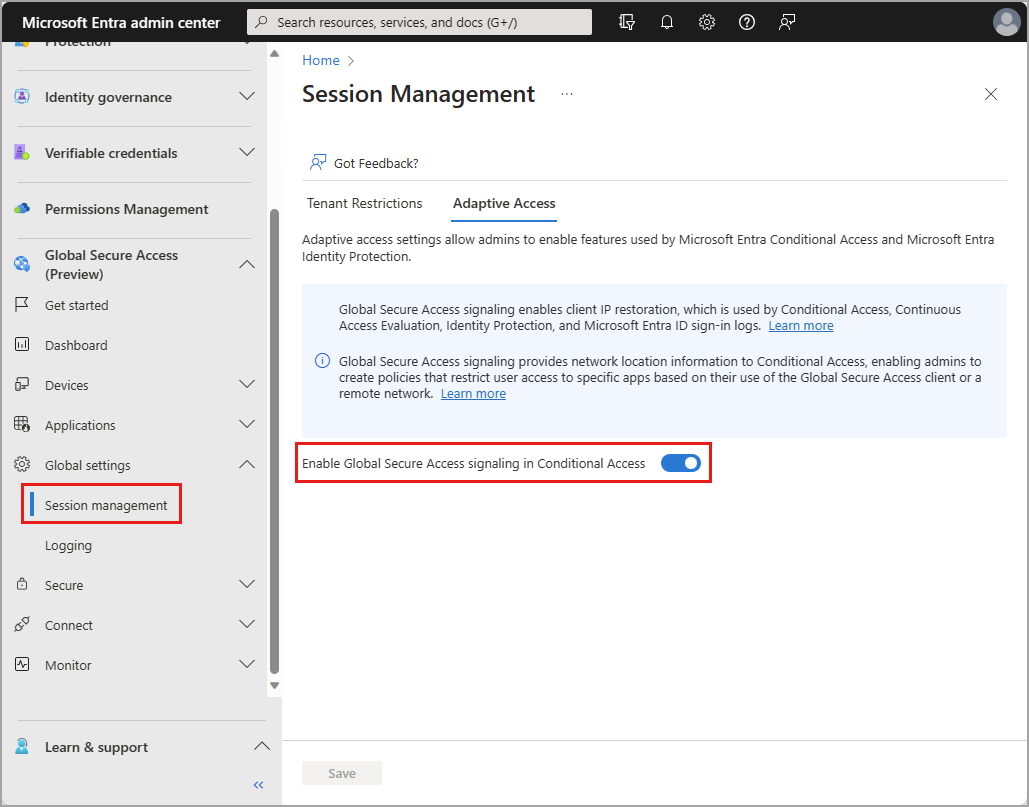 Microsoft Entra admin center
Search resources, services, and docs (G+/)
Protection
Identity governance
Verifiable credentials
Permissions Management
Global Secure Access
(Preview)
Get started
Dashboard
Devices
Applications
Global settings
Session management
Logging
Secure
Connect
Monitor
Learn & support
Home
Session Management
Got Feedback?
Tenant Restrictions
Adaptive Access
Adaptive access settings allow admins to enable features used by Microsoft Entra Conditional Access and Microsoft Entra
Identity Protection.
Global Secure Access signaling enables client IP restoration, which is used by Conditional Access, Continuous
Access Evaluation, Identity Protection, and Microsoft Entra ID sign-in logs. Learn more
Global Secure Access signaling provides network location information to Conditional Access, enabling admins to
create policies that restrict user access to specific apps based on their use of the Global Secure Access client or a
remote network. Learn more
Enable Global Secure Access signaling in Conditional Access
Save